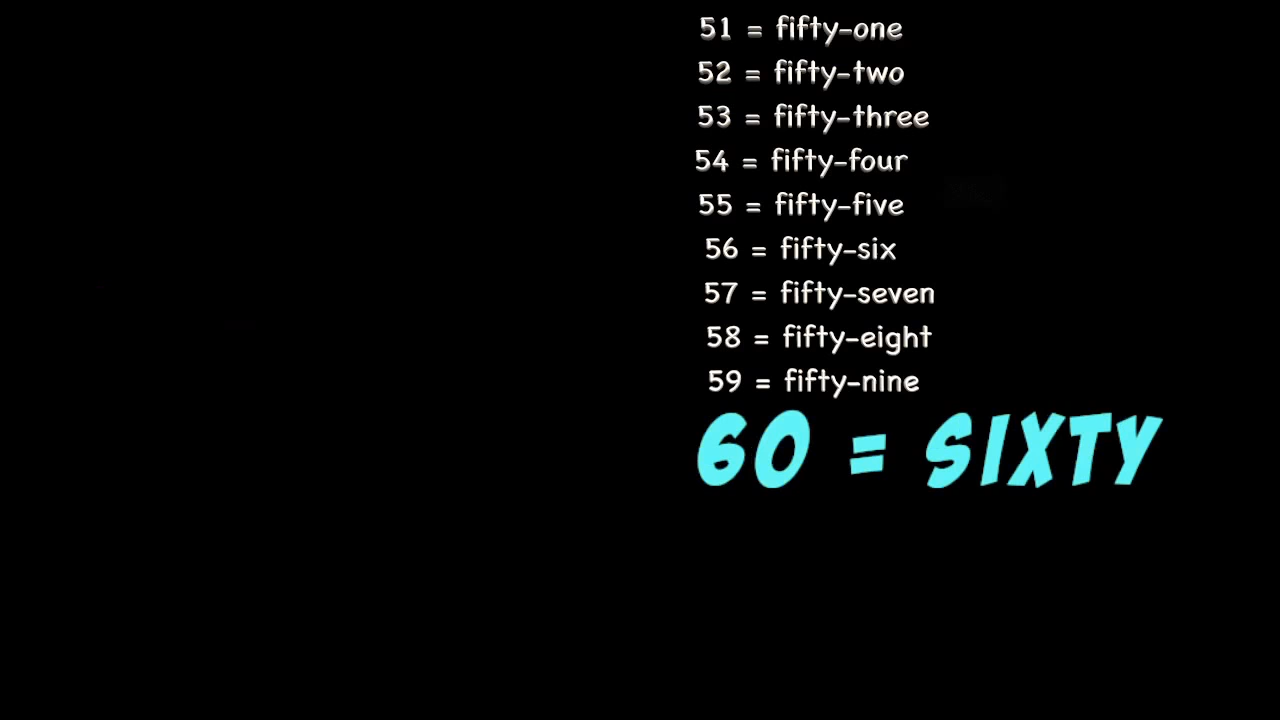 51 = fifty-one
52 = fifty-two
53 = fifty-three
54 = fifty-four
55 = fifty-five
56 = fifty-six
57 = fifty-seven
58 = fifty-eight
59 = fifty-nine
60 = SIXTY